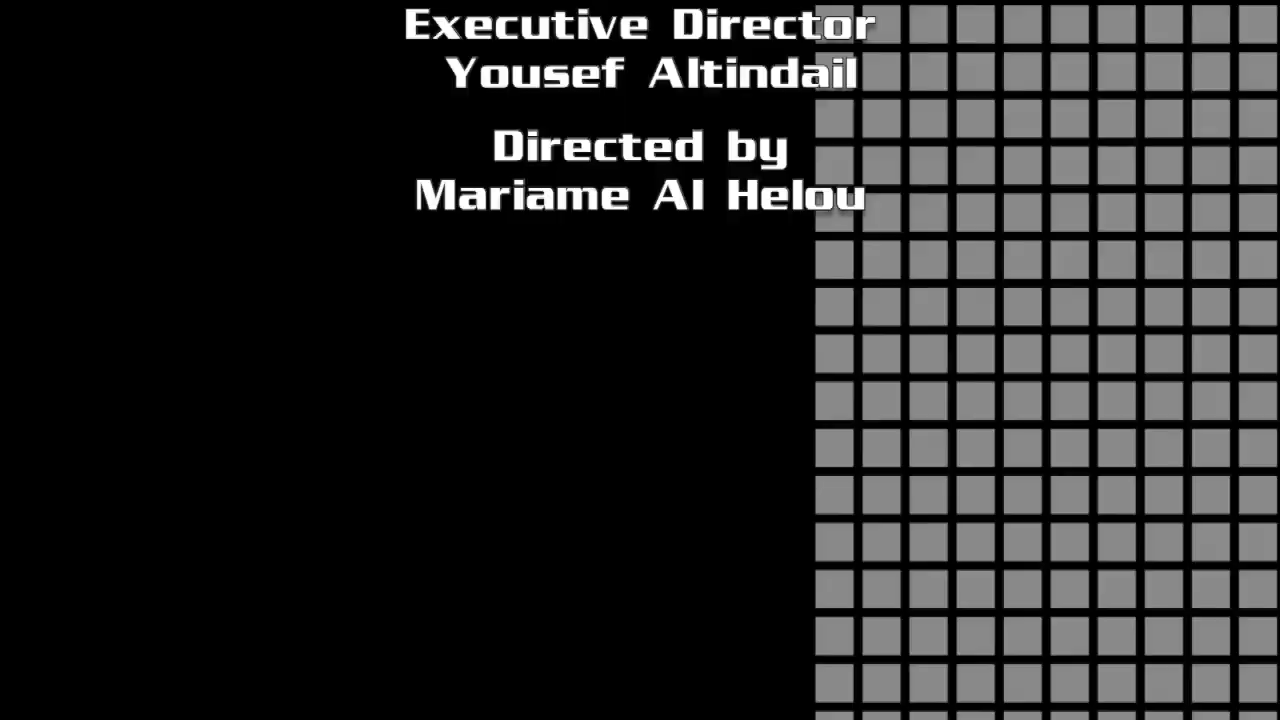 Executive Director
Yousef Altindail
Directed by
Mariame Al Helou